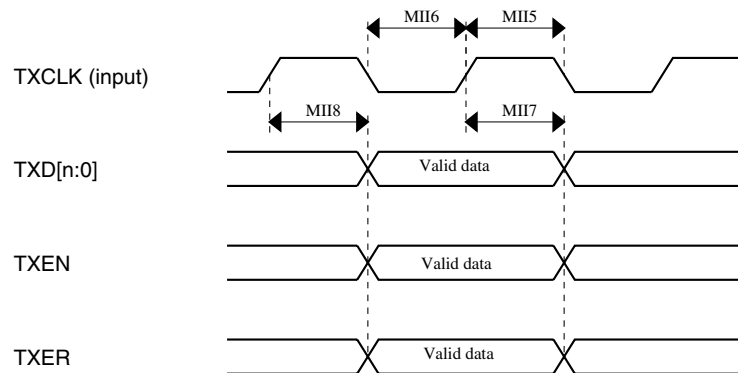 MII6 MII5
TXCLK (input)
MII8 MII7
TXD[n:0] Valid data
TXEN Valid data
TXER Valid data